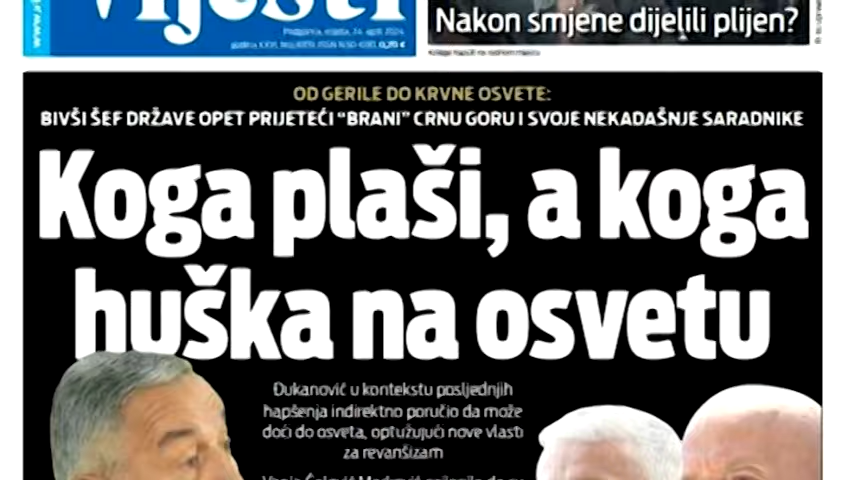 Vijesti
Nakon smjene dijelili plijen?
OD GERILE DO KRVNE OSVETE:
BIVŠI ŠEF DRŽAVE OPET PRIJETEĆI “BRANI” CRNU GORU I SVOJE NEKADAŠNJE SARADNIKE
Koga plaši, a koga
huška na osvetu
Đukanović u kontekstu posljednjih
hapšenja indirektno poručio da može
doći do osveta, optužujući nove vlasti
za revanšizam